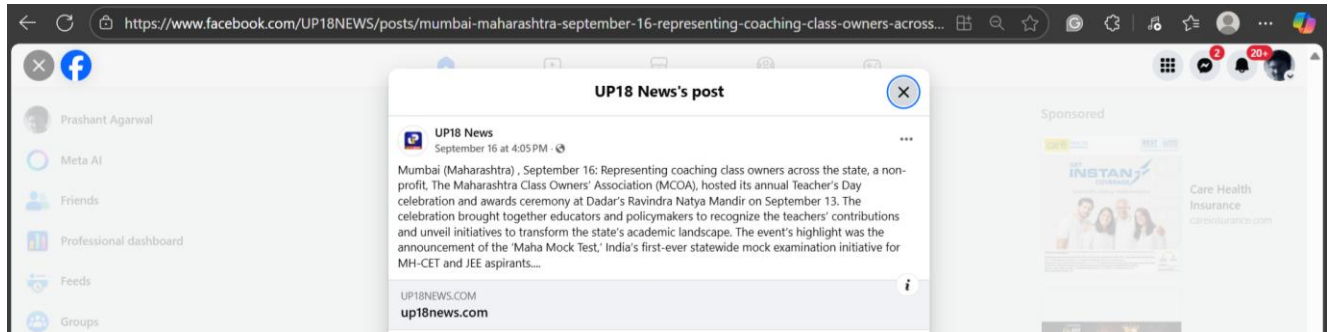 https://www.facebook.com/UP18NEWS/posts/mumbai-maharashtra-september-16-representing-coaching-class-owners-across...
2
20+
UP18 News's post
Prashant Agarwal
Meta AI
Friends
Professional dashboard
Feeds
Groups
UP18 News
September 16 at 4:05 PM ·
Mumbai (Maharashtra) , September 16: Representing coaching class owners across the state, a non-
profit, The Maharashtra Class Owners' Association (MCOA), hosted its annual Teacher's Day
celebration and awards ceremony at Dadar's Ravindra Natya Mandir on September 13. The
celebration brought together educators and policymakers to recognize the teachers' contributions
and unveil initiatives to transform the state's academic landscape. The event's highlight was the
announcement of the 'Maha Mock Test,' India's first-ever statewide mock examination initiative for
MH-CET and JEE aspirants....
UP18NEWS.COM
up18news.com
Sponsored
GET
INSTANT
COVERAGE
Care Health
Insurance
careinsurance.com